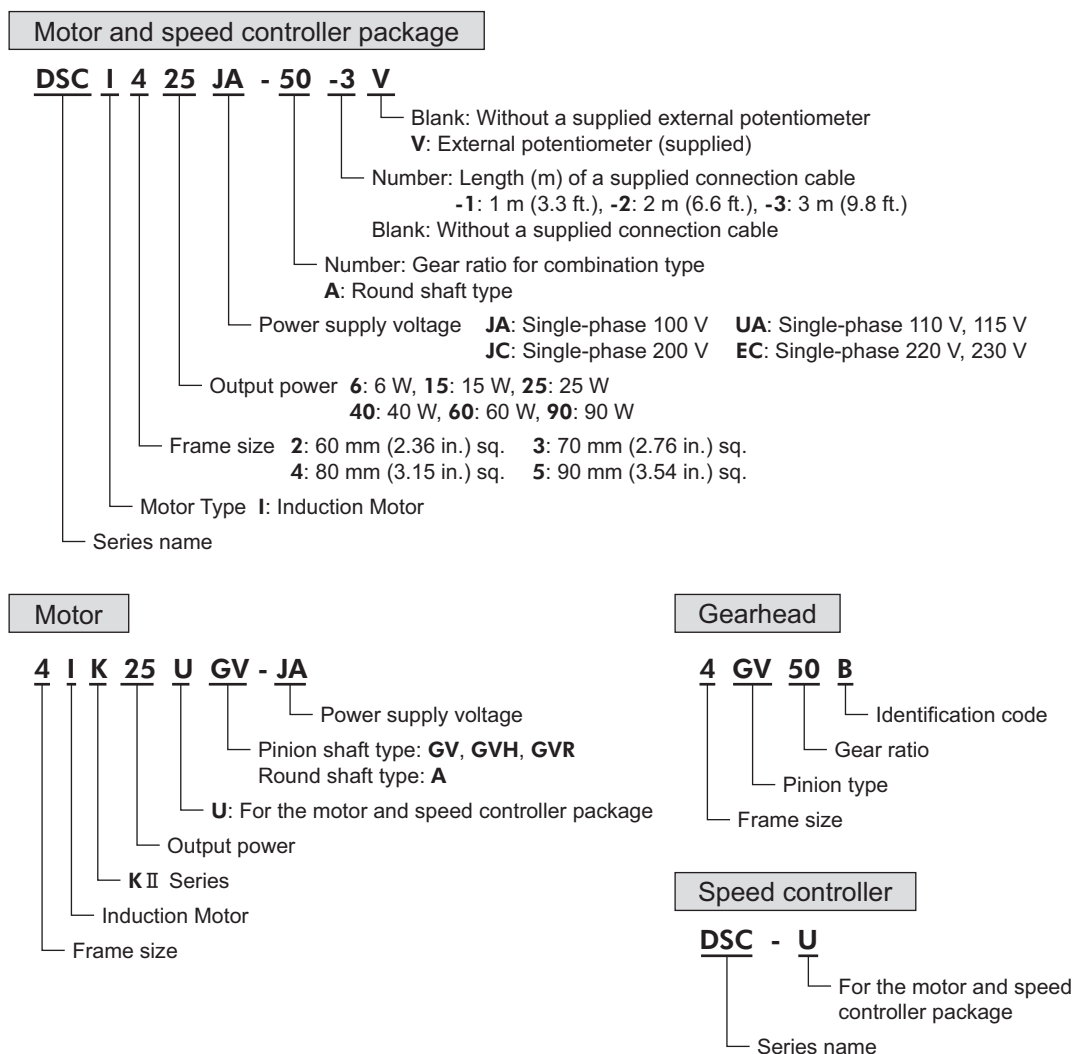 Motor and speed controller package
DSC I 4 25 JA - 50 -3 V
Blank: Without a supplied external potentiometer
V: External potentiometer (supplied)
Number: Length (m) of a supplied connection cable
-1: 1 m (3.3 ft.), -2: 2 m (6.6 ft.), -3: 3 m (9.8 ft.)
Blank: Without a supplied connection cable
Number: Gear ratio for combination type
A: Round shaft type
Power supply voltage JA: Single-phase 100 V UA: Single-phase 110 V, 115 V
JC: Single-phase 200 V EC: Single-phase 220 V, 230 V
Output power 6: 6 W, 15: 15 W, 25: 25 W
40: 40 W, 60: 60 W, 90: 90 W
Frame size 2: 60 mm (2.36 in.) sq. 3: 70 mm (2.76 in.) sq.
4: 80 mm (3.15 in.) sq. 5: 90 mm (3.54 in.) sq.
Motor Type I: Induction Motor
Series name
Motor
4 I K 25 U GV - JA
Power supply voltage
Pinion shaft type: GV, GVH, GVR
Round shaft type: A
U: For the motor and speed controller package
Output power
KⅡ Series
Induction Motor
Frame size
Gearhead
4 GV 50 B
Identification code
Gear ratio
Pinion type
Frame size
Speed controller
DSC - U
For the motor and speed
controller package
Series name